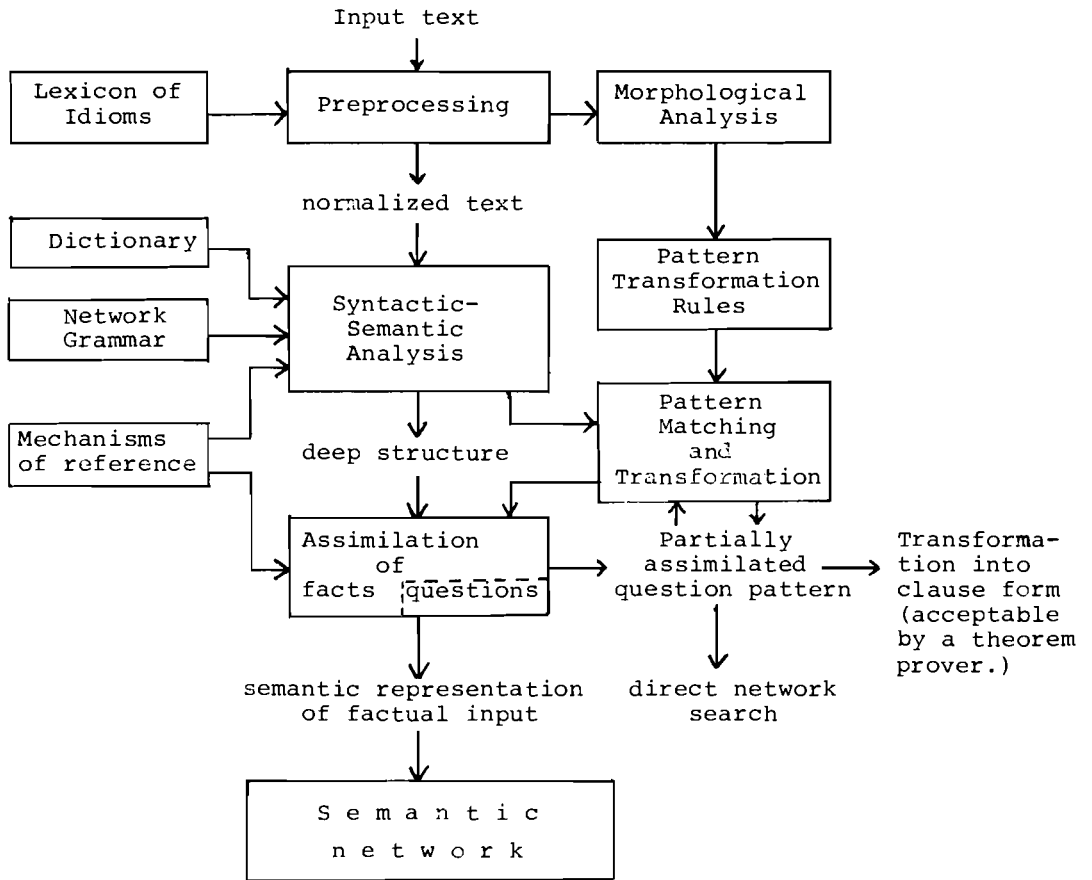 Input text
Lexicon of
Idioms
Preprocessing
Morphological
Analysis
normalized text
Dictionary
Network
Grammar
Syntactic-
Semantic
Analysis
Pattern
Transformation
Rules
Mechanisms
of reference
deep structure
Pattern
Matching
and
Transformation
Assimilation
of
facts questions
Partially
assimilated
question pattern
Transforma-
tion into
clause form
(acceptable
by a theorem
prover.)
semantic representation
of factual input
direct network
search
S e m a n t i c
n e t w o r k